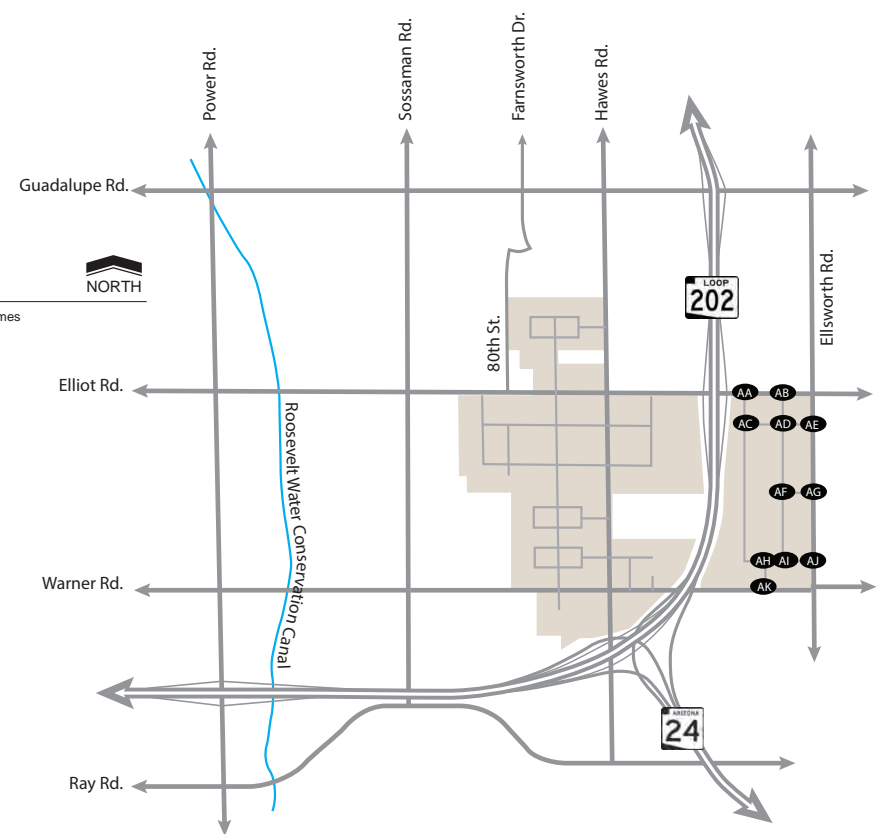 Power Rd.
Sossaman Rd.
Farnsworth Dr.
Hawes Rd.
Guadalupe Rd.
NORTH
mes
LOOP
202
Ellsworth Rd.
80th St.
Elliot Rd.
AA
AB
AC
AD
AE
Roosevelt Water Conservation Canal
AF
AG
AH
AI
AJ
Warner Rd.
AK
ARIZONA
24
Ray Rd.